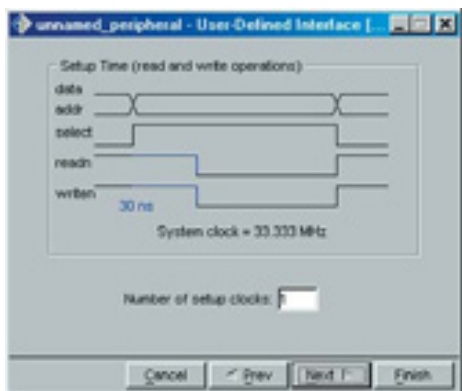 unnamed_peripheral - User-Defined Interface [...
Setup Time (read and write operations)
data
addr
select
readn
writen
30 ns
System clock = 33.333 MHz
Number of setup clocks: 1
Cancel
Prev
Next
Finish